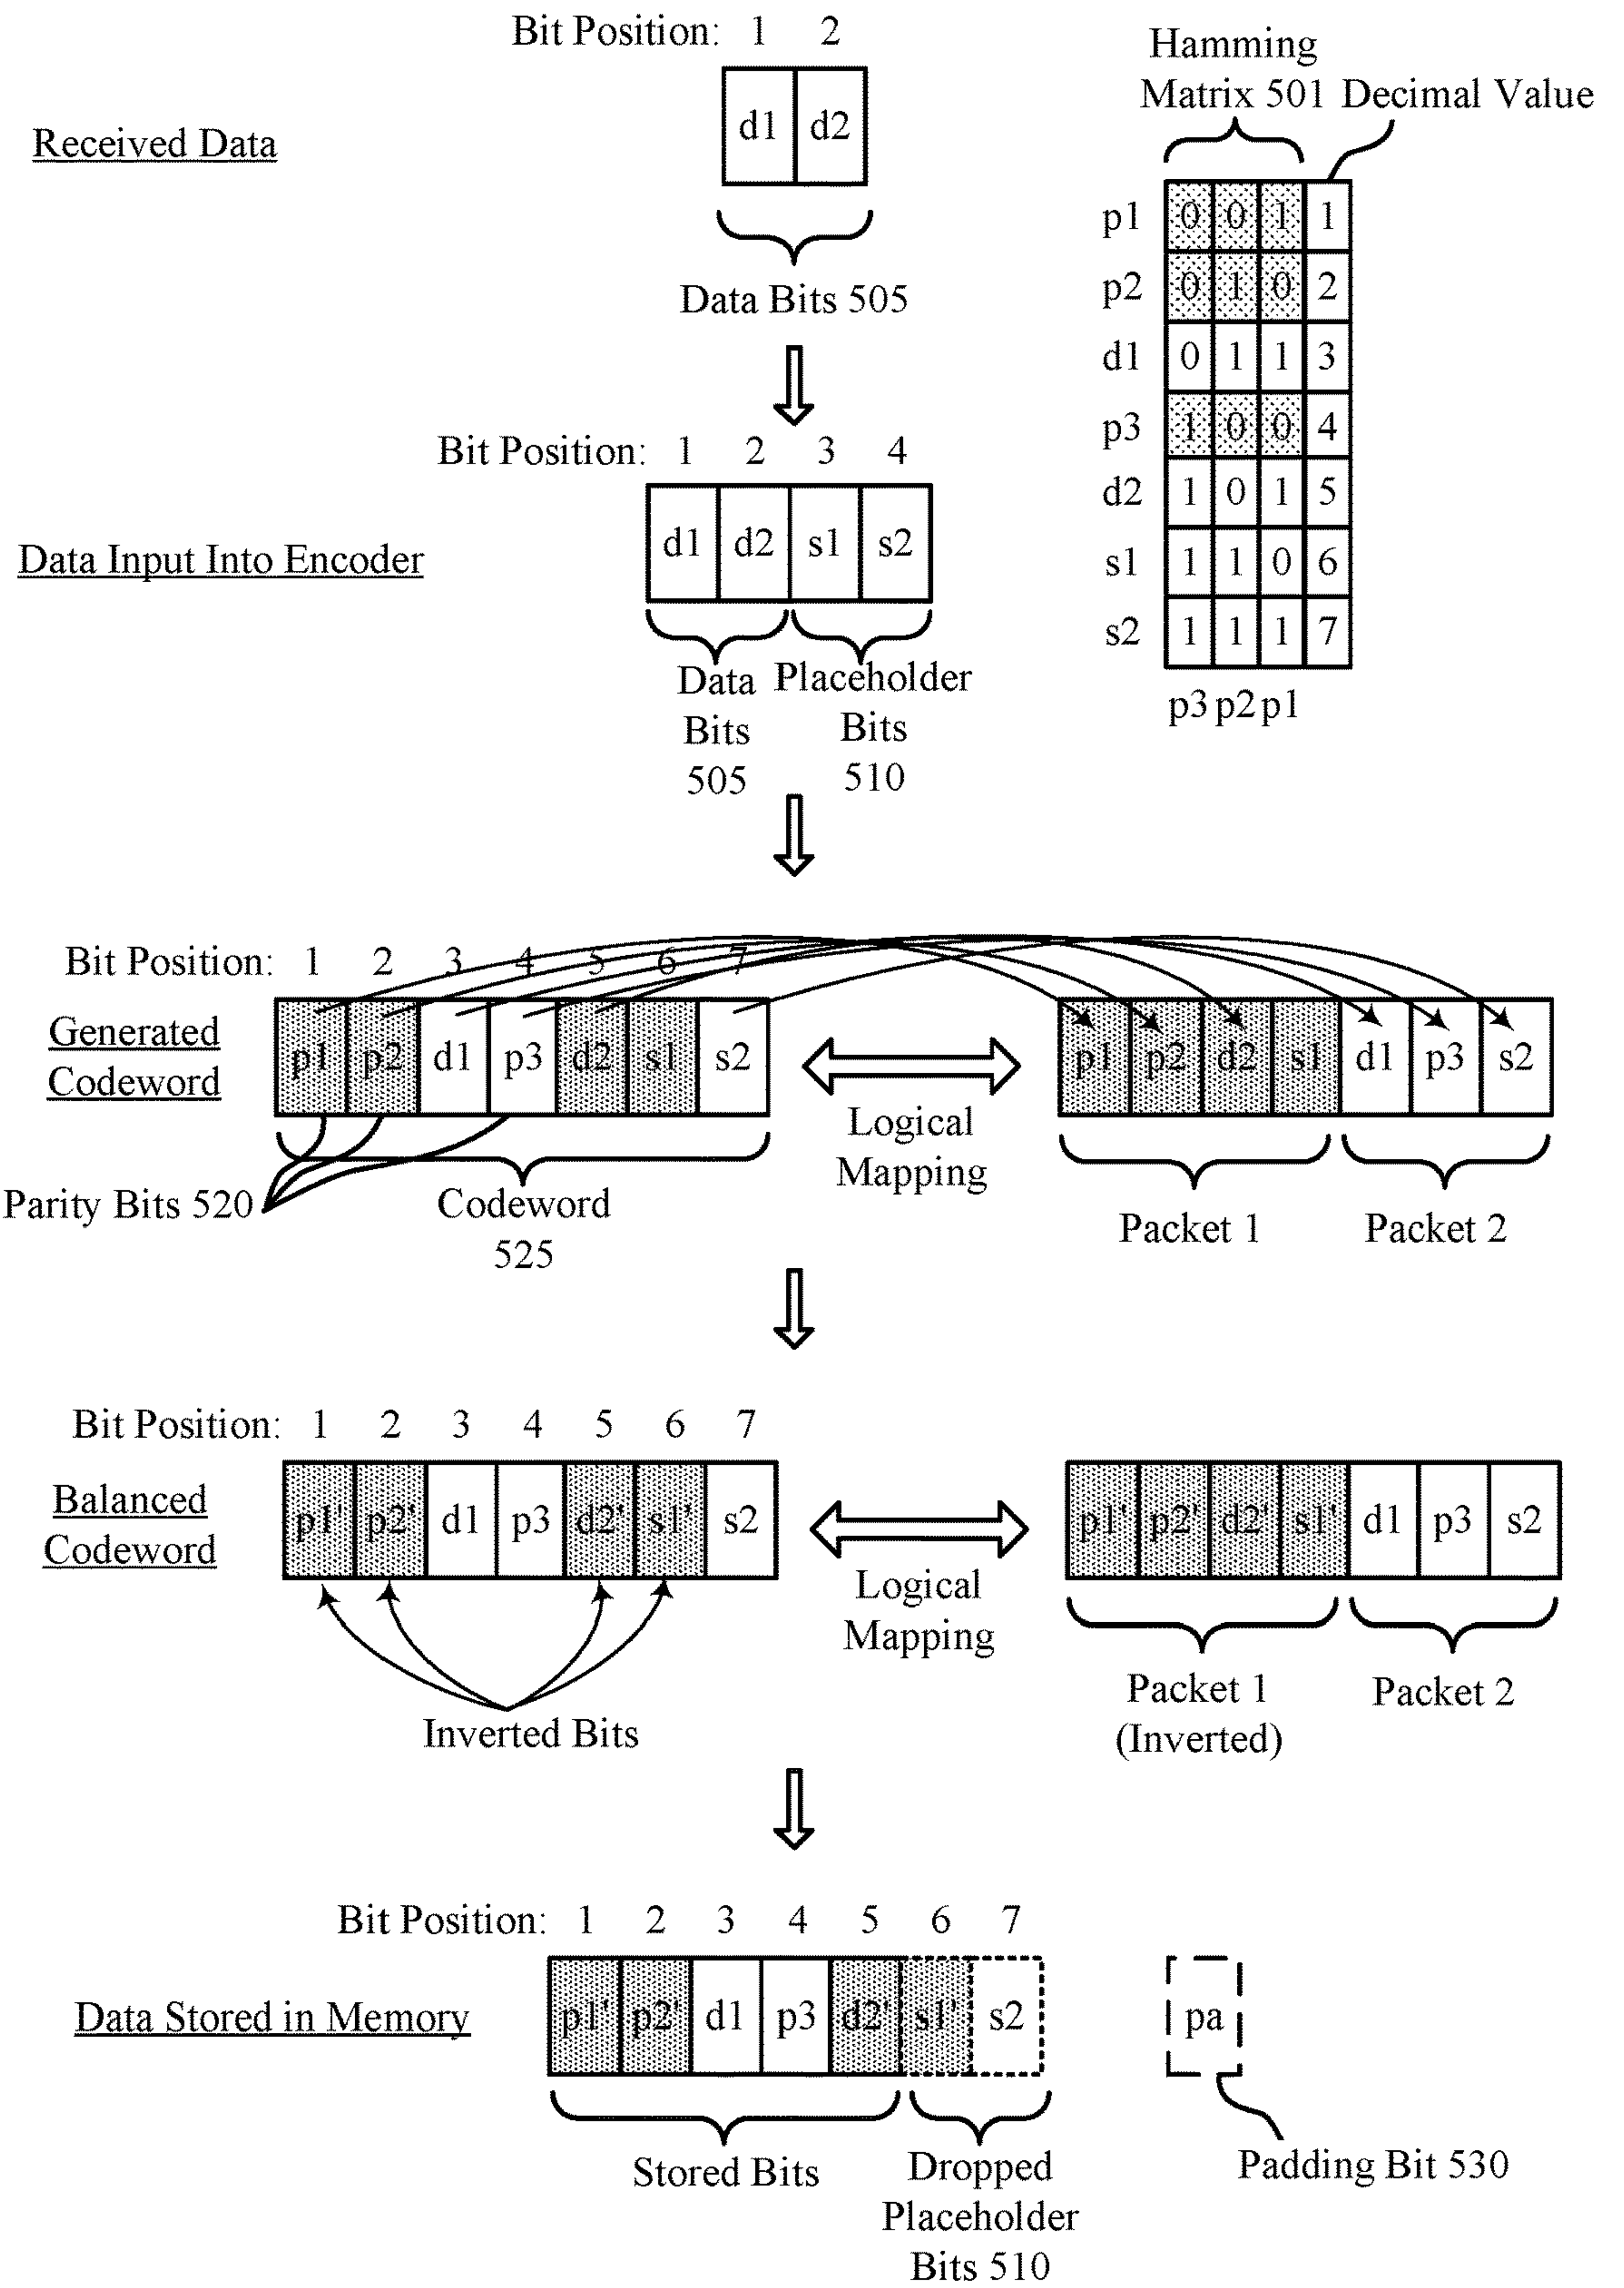 Bit Position: 1 2
Received Data
d1 d2
Data Bits 505
Hamming
Matrix 501 Decimal Value
p1 0 0 1 1
p2 0 1 0 2
d1 0 1 1 3
p3 1 0 0 4
d2 1 0 1 5
s1 1 1 0 6
s2 1 1 1 7
p3 p2 p1
Bit Position: 1 2 3 4
Data Input Into Encoder
d1 d2 s1 s2
Data
Bits
505
Placeholder
Bits
510
Bit Position: 1 2 3 4 5 6 7
Generated
Codeword
p1 p2 d1 p3 d2 s1 s2
Logical
Mapping
p1 p2 d2 s1 d1 p3 s2
Parity Bits 520
Codeword
525
Packet 1
Packet 2
Bit Position: 1 2 3 4 5 6 7
Balanced
Codeword
p1' p2' d1 p3 d2' s1' s2
Logical
Mapping
p1' p2' d2' s1' d1 p3 s2
Inverted Bits
Packet 1
(Inverted)
Packet 2
Bit Position: 1 2 3 4 5 6 7
Data Stored in Memory
p1' p2' d1 p3 d2' s1' s2
pa
Stored Bits
Dropped
Placeholder
Bits 510
Padding Bit 530